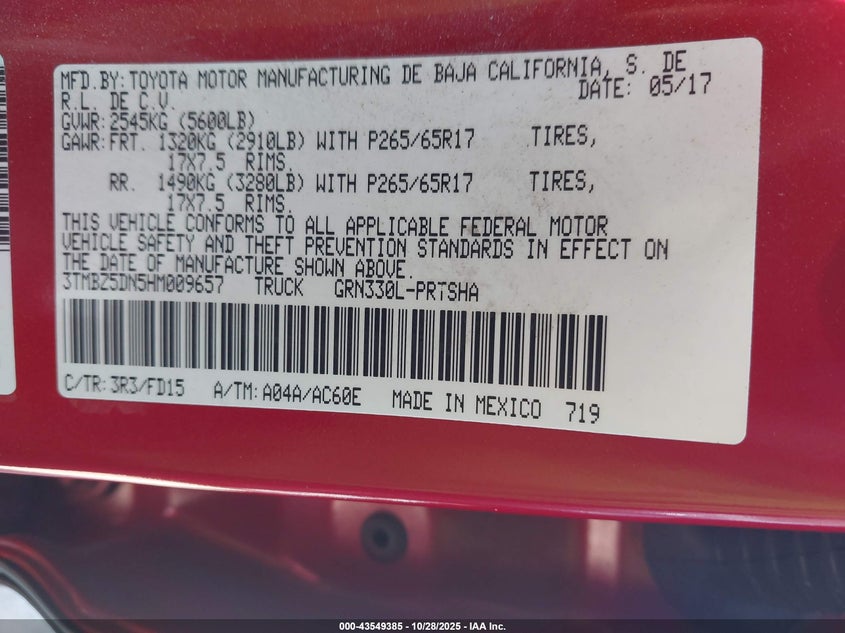 MFD.BY:TOYOTA MOTOR MANUFACTURING DE BAJA CALIFORNIA, S. DE
R.L. DE C.V. DATE: 05/17
GVWR:2545KG (5600LB)
GAWR:FRT. 1320KG (2910LB) WITH P265/65R17 TIRES,
17X7.5 RIMS.
RR. 1490KG (3280LB) WITH P265/65R17 TIRES,
17X7.5 RIMS.
THIS VEHICLE CONFORMS TO ALL APPLICABLE FEDERAL MOTOR
VEHICLE SAFETY AND THEFT PREVENTION STANDARDS IN EFFECT ON
THE DATE OF MANUFACTURE SHOWN ABOVE.
3TMBZ5DN5HM009657 TRUCK GRN330L-PRTSHA
C/TR:3R3/FD15 A/TM:A04A/AC60E MADE IN MEXICO 719
000-43549385 | 10/28/2025 - IAA Inc.